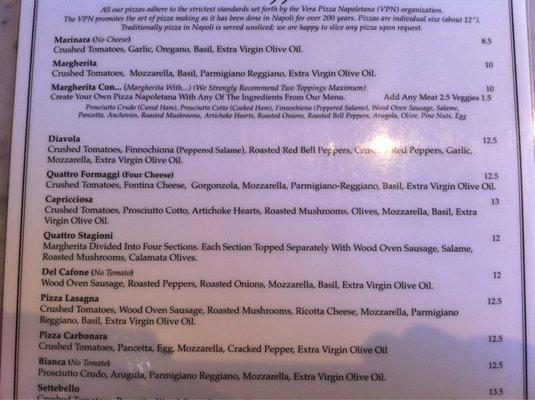 All our pizzas adhere to the strictest standards set forth by the Vera Pizza Napoletana (VPN) organization.
The VPN promotes the art of pizza making as it has been done in Napoli for over 200 years. Pizzas are individual size (about 12").
Traditionally pizza in Napoli is served unsliced; we are happy to slice any pizza upon request.
Marinara (No Cheese) 8.5
Crushed Tomatoes, Garlic, Oregano, Basil, Extra Virgin Olive Oil.
Margherita 10
Crushed Tomatoes, Mozzarella, Basil, Parmigiano Reggiano, Extra Virgin Olive Oil.
Margherita Con... (Margherita With...) (We Strongly Recommend Two Toppings Maximum) 10
Create Your Own Pizza Napoletana With Any Of The Ingredients From Our Menu. Add Any Meat 2.5 Veggies 1.5
Prosciutto Crudo (Cured Ham), Prosciutto Cotto (Cooked Ham), Finnochiona (Peppered Salame), Wood Oven Sausage, Salame,
Pancetta, Anchovies, Roasted Mushrooms, Artichoke Hearts, Roasted Onions, Roasted Bell Peppers, Arugula, Olive, Pine Nuts, Egg
Diavola 12.5
Crushed Tomatoes, Finnochiona (Peppered Salame), Roasted Red Bell Peppers, Crushed Red Peppers, Garlic,
Mozzarella, Extra Virgin Olive Oil.
Quattro Formaggi (Four Cheese) 12.5
Crushed Tomatoes, Fontina Cheese, Gorgonzola, Mozzarella, Parmigiano-Reggiano, Basil, Extra Virgin Olive Oil.
Capricciosa 13
Crushed Tomatoes, Prosciutto Cotto, Artichoke Hearts, Roasted Mushrooms, Olives, Mozzarella, Basil, Extra
Virgin Olive Oil.
Quattro Stagioni 12
Margherita Divided Into Four Sections. Each Section Topped Separately With Wood Oven Sausage, Salame,
Roasted Mushrooms, Calamata Olives.
Del Cafone (No Tomato) 12
Wood Oven Sausage, Roasted Peppers, Roasted Onions, Mozzarella, Basil, Extra Virgin Olive Oil.
Pizza Lasagna 12.5
Crushed Tomatoes, Wood Oven Sausage, Roasted Mushrooms, Ricotta Cheese, Mozzarella, Parmigiano
Reggiano, Basil, Extra Virgin Olive Oil.
Pizza Carbonara 12.5
Crushed Tomatoes, Pancetta, Egg, Mozzarella, Cracked Pepper, Extra Virgin Olive Oil
Bianca (No Tomato) 12.5
Prosciutto Crudo, Arugula, Parmigiano Reggiano, Mozzarella, Extra Virgin Olive Oil.
Settebello 13.5